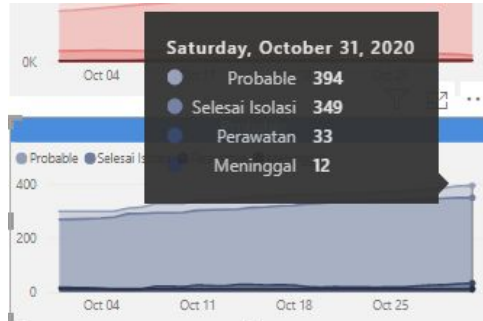 0K
Oct 04
Saturday, October 31, 2020
Probable 394
Selesai Isolasi 349
Perawatan 33
Meninggal 12
Probable Selesai
400
200
0
Oct 04 Oct 11 Oct 18 Oct 25